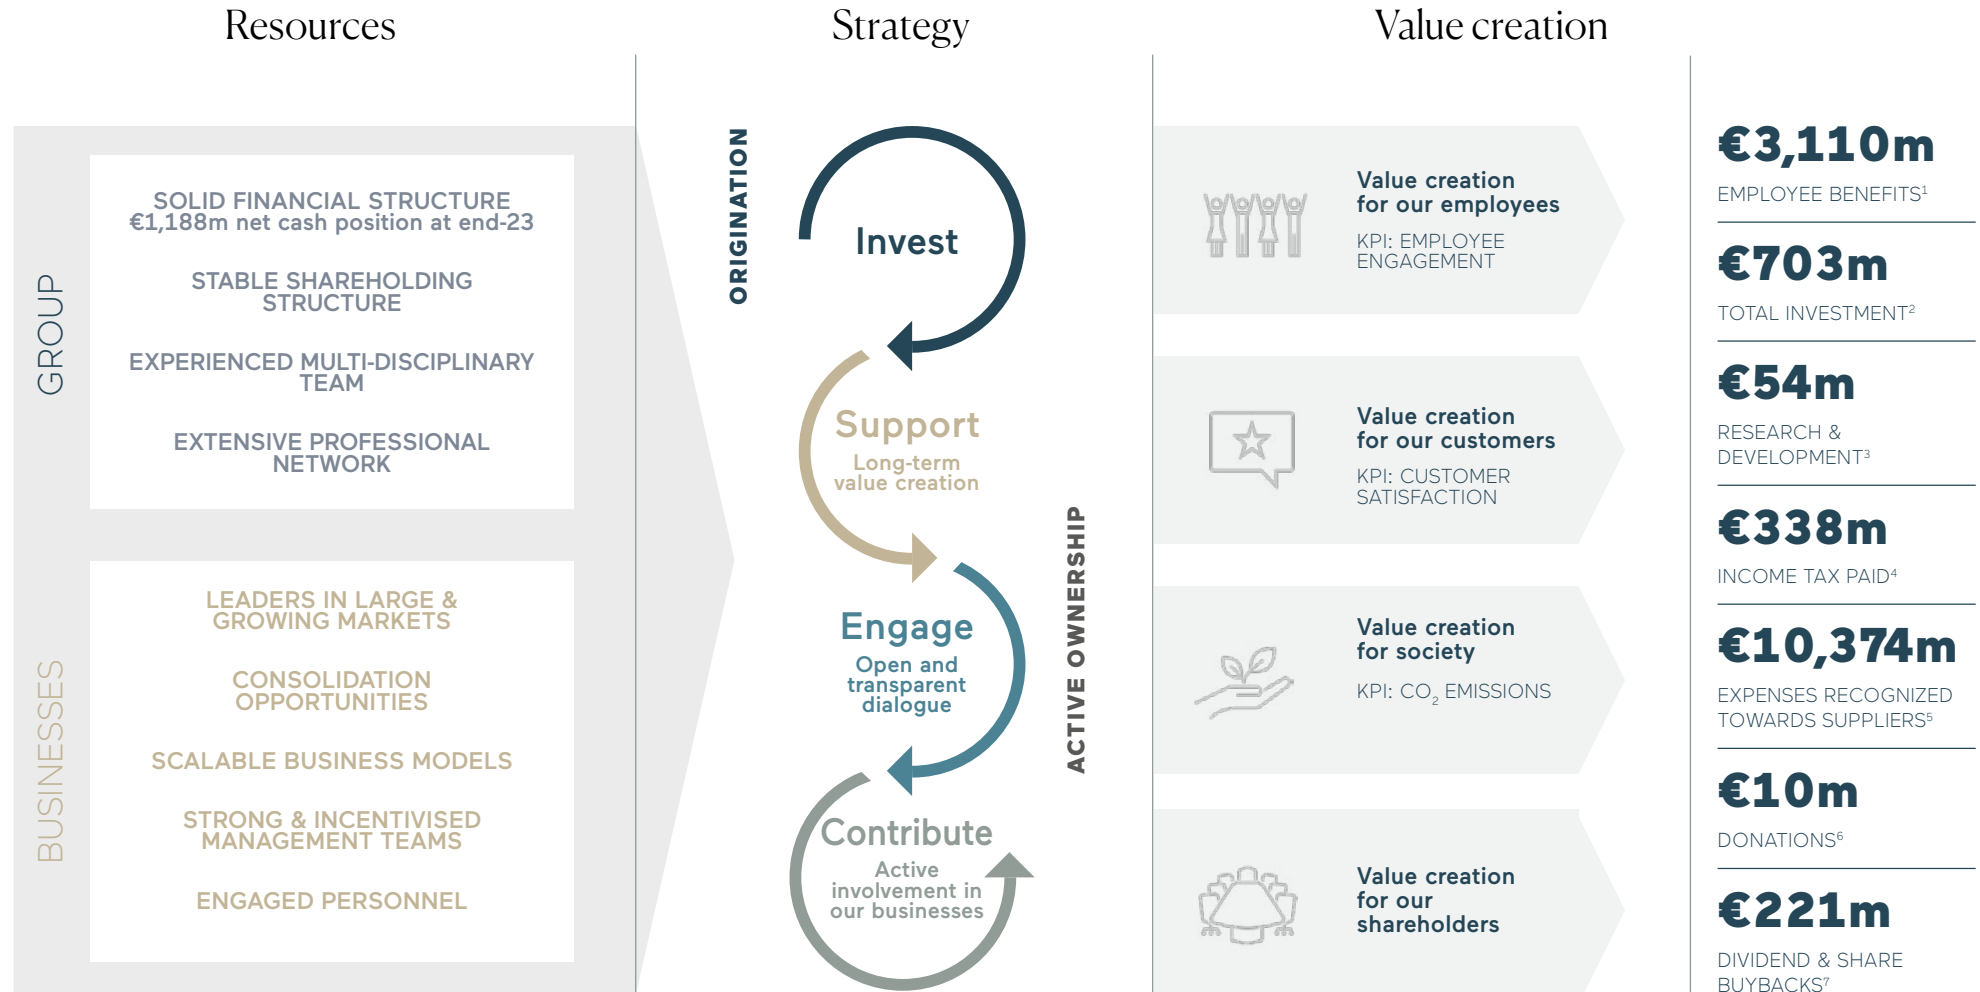 Resources
Strategy
Value creation
GROUP
SOLID FINANCIAL STRUCTURE
€1,188m net cash position at end-23
STABLE SHAREHOLDING
STRUCTURE
EXPERIENCED MULTI-DISCIPLINARY
TEAM
EXTENSIVE PROFESSIONAL
NETWORK
BUSINESSES
LEADERS IN LARGE &
GROWING MARKETS
CONSOLIDATION
OPPORTUNITIES
SCALABLE BUSINESS MODELS
STRONG & INCENTIVISED
MANAGEMENT TEAMS
ENGAGED PERSONNEL
ORIGINATION
Invest
Support
Long-term
value creation
ACTIVE OWNERSHIP
Engage
Open and
transparent
dialogue
Contribute
Active
involvement in
our businesses
Value creation
for our employees
KPI: EMPLOYEE
ENGAGEMENT
Value creation
for our customers
KPI: CUSTOMER
SATISFACTION
Value creation
for society
KPI: CO₂ EMISSIONS
Value creation
for our
shareholders
€3,110m
EMPLOYEE BENEFITS¹
€703m
TOTAL INVESTMENT²
€54m
RESEARCH &
DEVELOPMENT³
€338m
INCOME TAX PAID⁴
€10,374m
EXPENSES RECOGNIZED
TOWARDS SUPPLIERS⁵
€10m
DONATIONS⁶
€221m
DIVIDEND & SHARE
BUYBACKS⁷